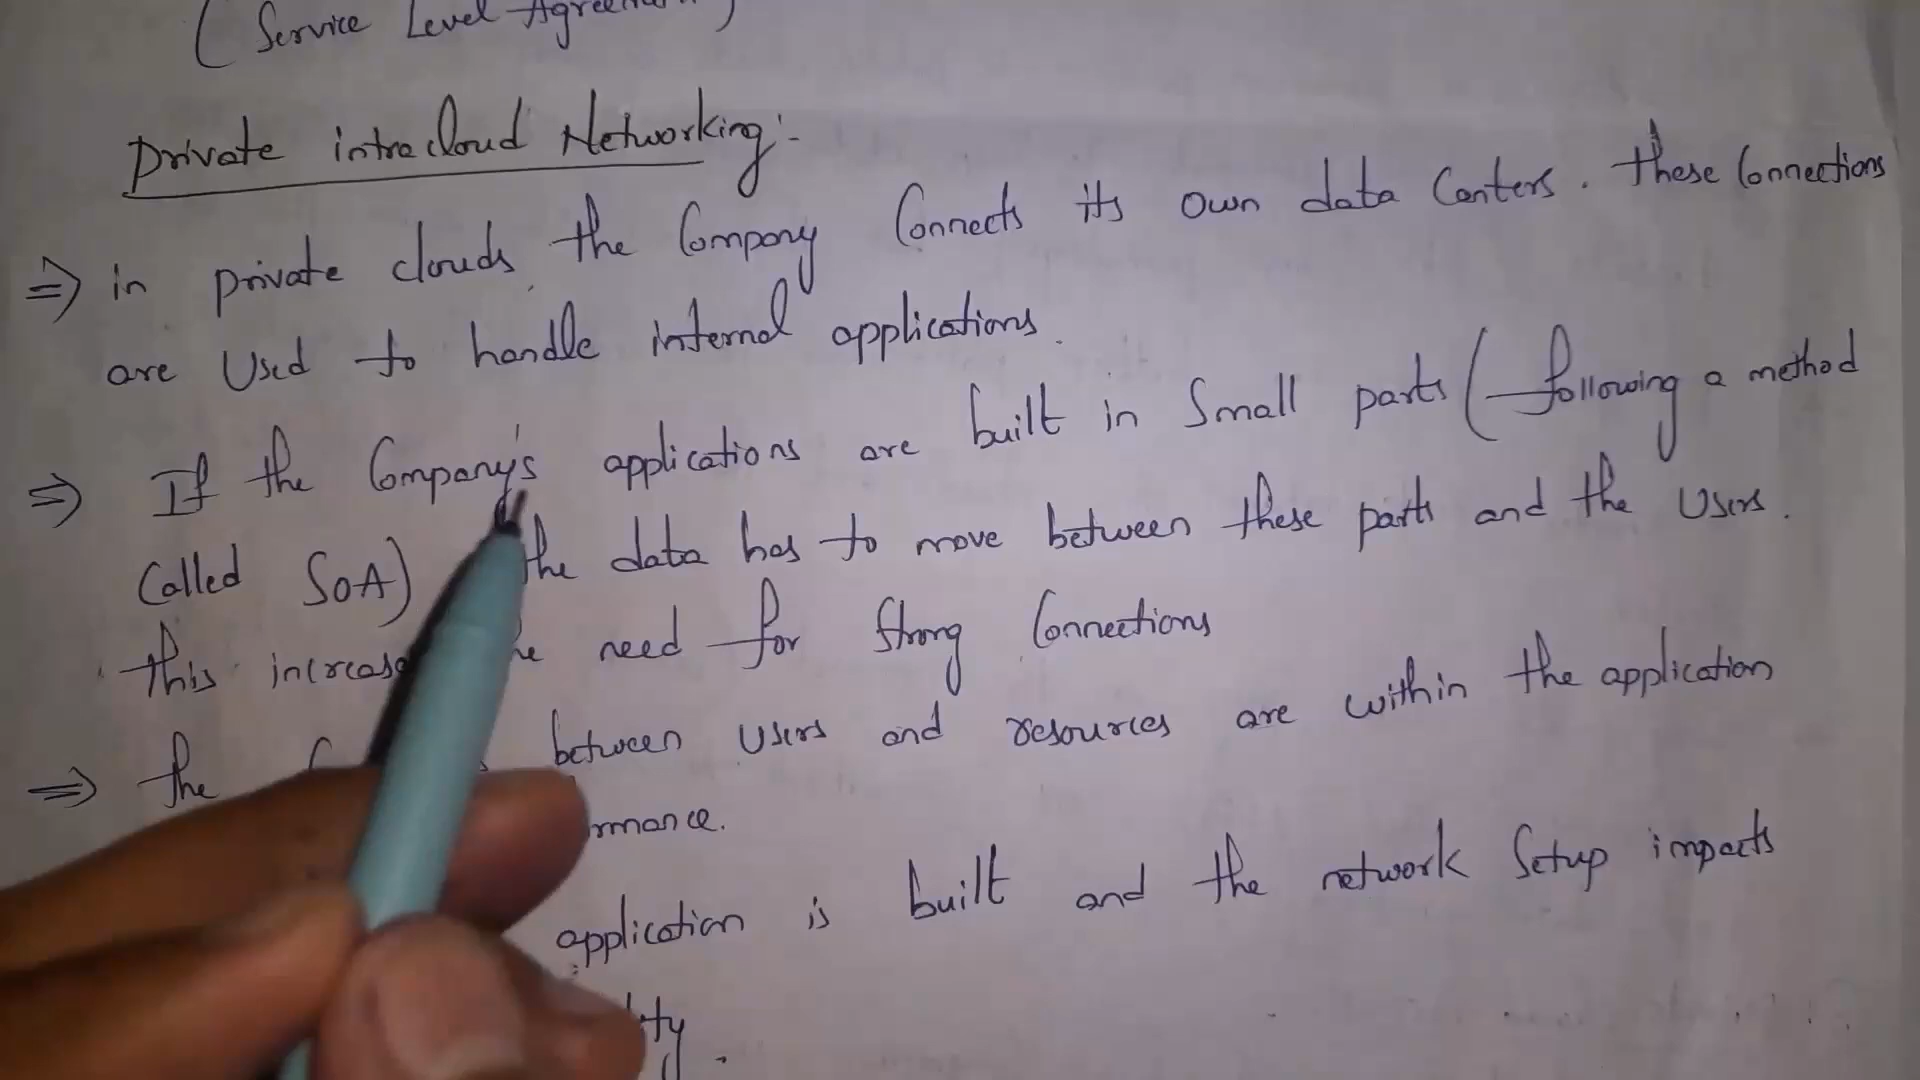 ( Service Level Agreement )
Private intracloud Networking:-
⇒ in private clouds the Company Connects its own data Centers. these Connections
are Used to handle internal applications.
⇒ If the Company's applications are built in Small parts ( following a method
Called SOA) the data has to move between these parts and the Users.
this increase need for Strong Connections
⇒ the between Users and resources are within the application
application is built and the network Setup impacts